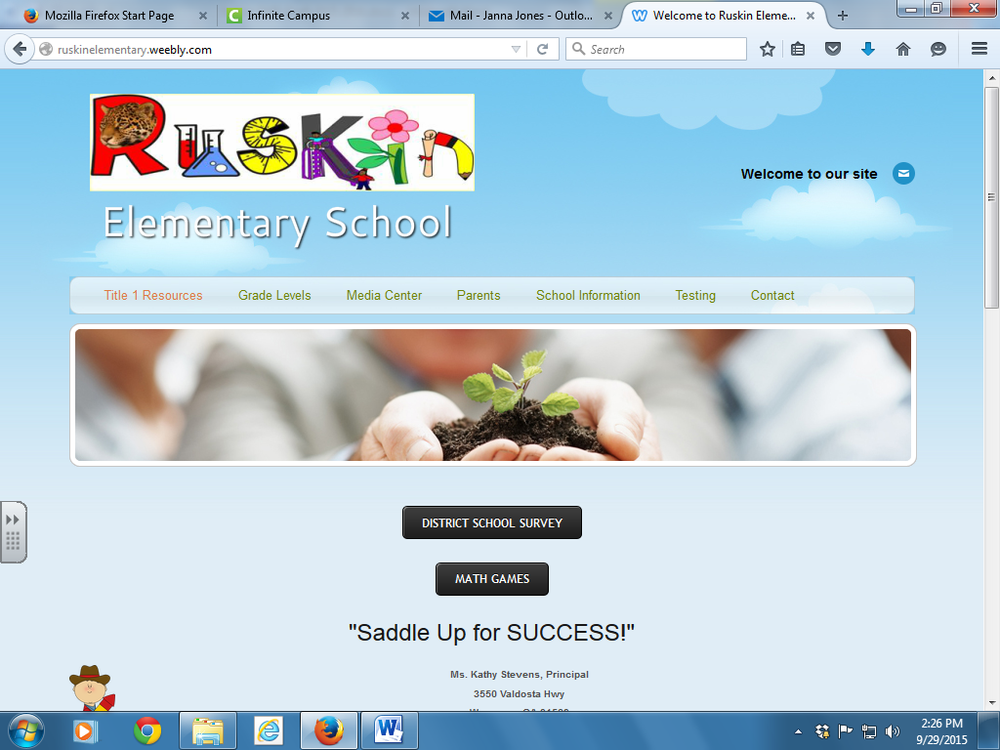 Mozilla Firefox Start Page
Infinite Campus
Mail - Janna Jones - Outlo...
Welcome to Ruskin Eleme...
ruskinelementary.weebly.com
Search
Ruskin
Elementary School
Welcome to our site
Title 1 Resources
Grade Levels
Media Center
Parents
School Information
Testing
Contact
DISTRICT SCHOOL SURVEY
MATH GAMES
"Saddle Up for SUCCESS!"
Ms. Kathy Stevens, Principal
3550 Valdosta Hwy
2:26 PM
9/29/2015